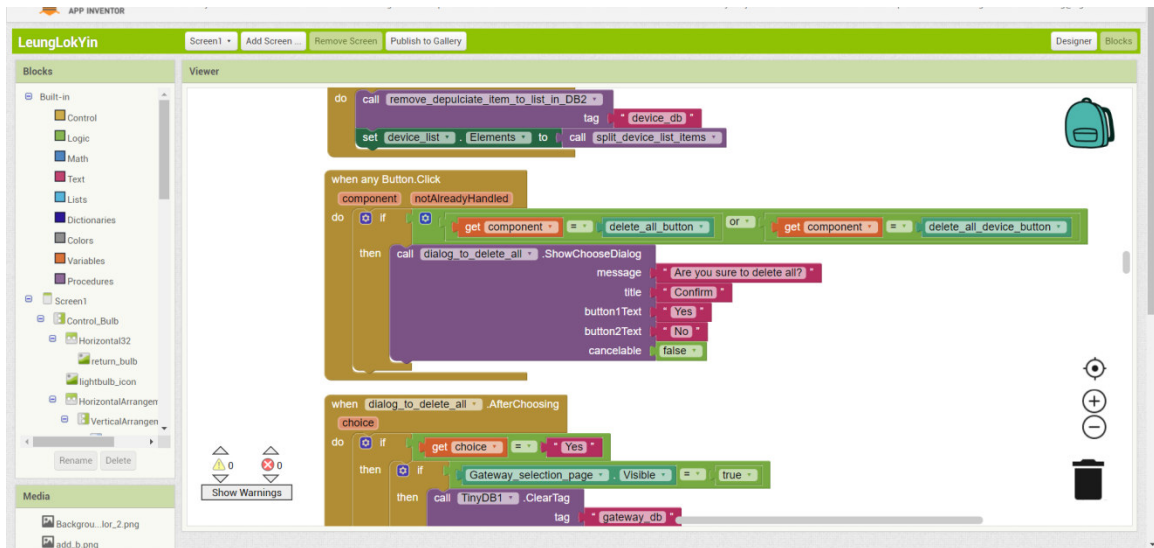 APP INVENTOR
LeungLokYin
Screen1
Add Screen ...
Remove Screen
Publish to Gallery
Designer
Blocks
Blocks
Viewer
Built-in
Control
Logic
Math
Text
Lists
Dictionaries
Colors
Variables
Procedures
Screen1
Control_Bulb
Horizontal32
return_bulb
lightbulb_icon
HorizontalArrangen
VerticalArrangen
Rename
Delete
Media
Backgrou...lor_2.png
add_b.png
do call remove_depulciate_item_to_list_in_DB2
tag " device_db "
set device_list . Elements to call split_device_list_items
when any Button.Click
component notAlreadyHandled
do if get component = delete_all_button or get component = delete_all_device_button
then call dialog_to_delete_all .ShowChooseDialog
message " Are you sure to delete all? "
title " Confirm "
button1Text " Yes "
button2Text " No "
cancelable false
when dialog_to_delete_all .AfterChoosing
choice
do if get choice = " Yes "
then if Gateway_selection_page . Visible = true
then call TinyDB1 .ClearTag
tag " gateway_db "
0 0
Show Warnings